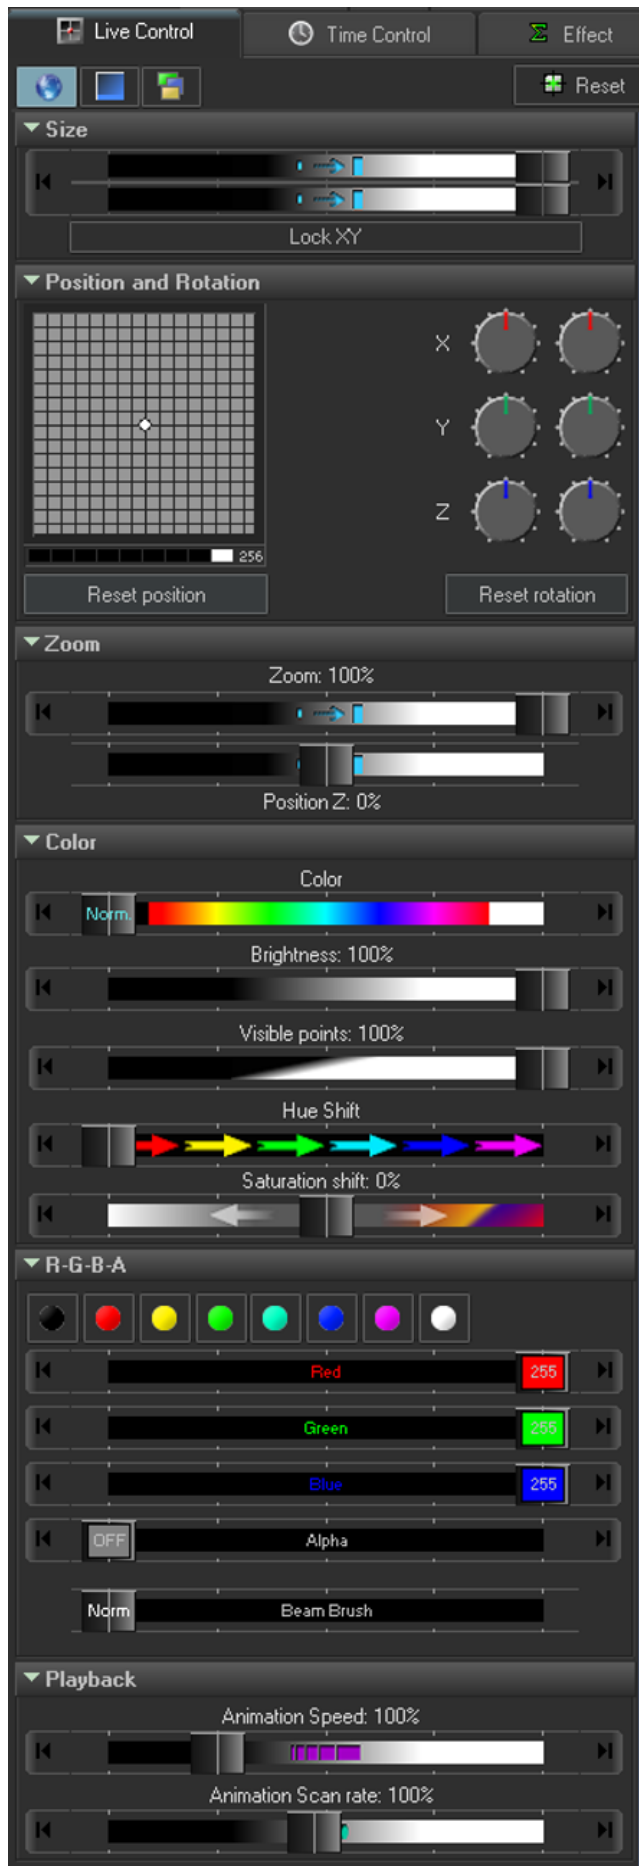 Live Control Time Control Effect
Reset
Size
Lock XY
Position and Rotation
X
Y
Z
256
Reset position Reset rotation
Zoom
Zoom: 100%
Position Z: 0%
Color
Color
Norm.
Brightness: 100%
Visible points: 100%
Hue Shift
Saturation shift: 0%
R-G-B-A
Red 255
Green 255
Blue 255
OFF Alpha
Norm Beam Brush
Playback
Animation Speed: 100%
Animation Scan rate: 100%